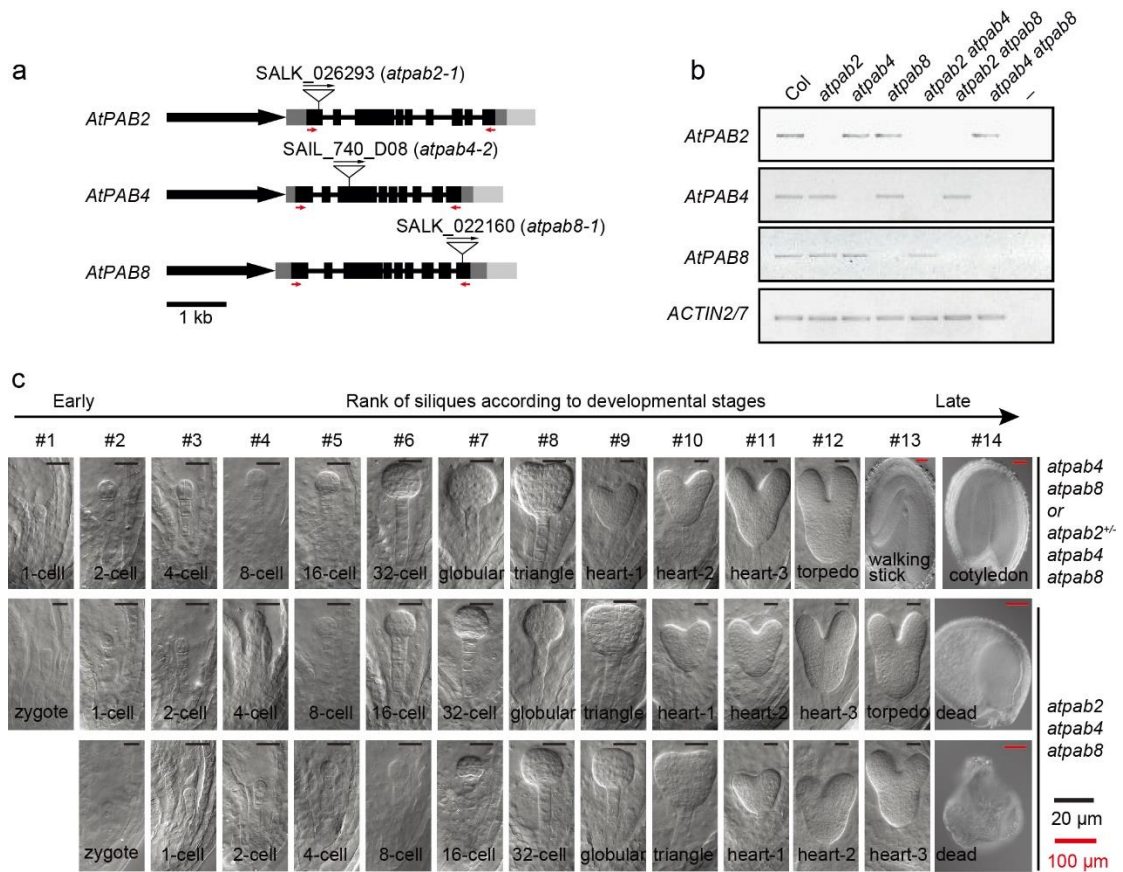 a
SALK_026293 (atpab2-1)
AtPAB2
SAIL_740_D08 (atpab4-2)
AtPAB4
SALK_022160 (atpab8-1)
AtPAB8
1 kb
b
Col
atpab2
atpab4
atpab8
atpab2 atpab4
atpab2 atpab8
atpab4 atpab8
–
AtPAB2
AtPAB4
AtPAB8
ACTIN2/7
c
Early Rank of siliques according to developmental stages Late
#1 #2 #3 #4 #5 #6 #7 #8 #9 #10 #11 #12 #13 #14
1-cell 2-cell 4-cell 8-cell 16-cell 32-cell globular triangle heart-1 heart-2 heart-3 torpedo walking stick cotyledon
atpab4
atpab8
or
atpab2+/-
atpab4
atpab8
zygote 1-cell 2-cell 4-cell 8-cell 16-cell 32-cell globular triangle heart-1 heart-2 heart-3 torpedo dead
zygote 1-cell 2-cell 4-cell 8-cell 16-cell 32-cell globular triangle heart-1 heart-2 heart-3 dead
atpab2
atpab4
atpab8
20 µm
100 µm